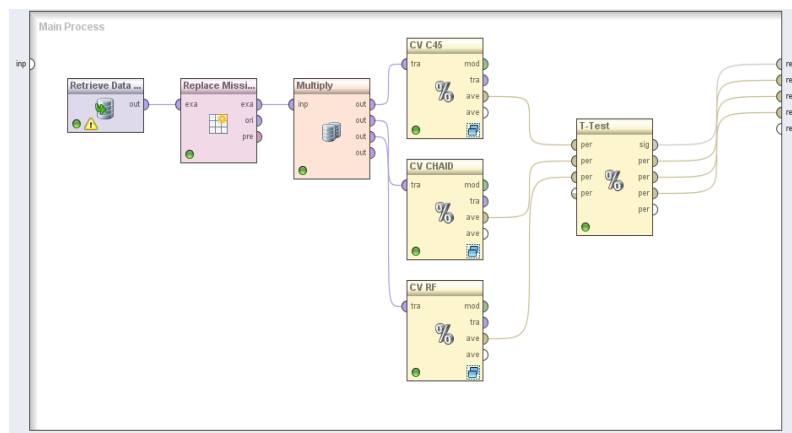 Main Process
inp
Retrieve Data ...
out
Replace Missi...
exa
exa
ori
pre
Multiply
inp
out
out
out
out
CV C45
tra
mod
tra
ave
ave
CV CHAID
tra
mod
tra
ave
ave
CV RF
tra
mod
tra
ave
ave
T-Test
per
per
per
per
sig
per
per
per
per
re
re
re
re
re